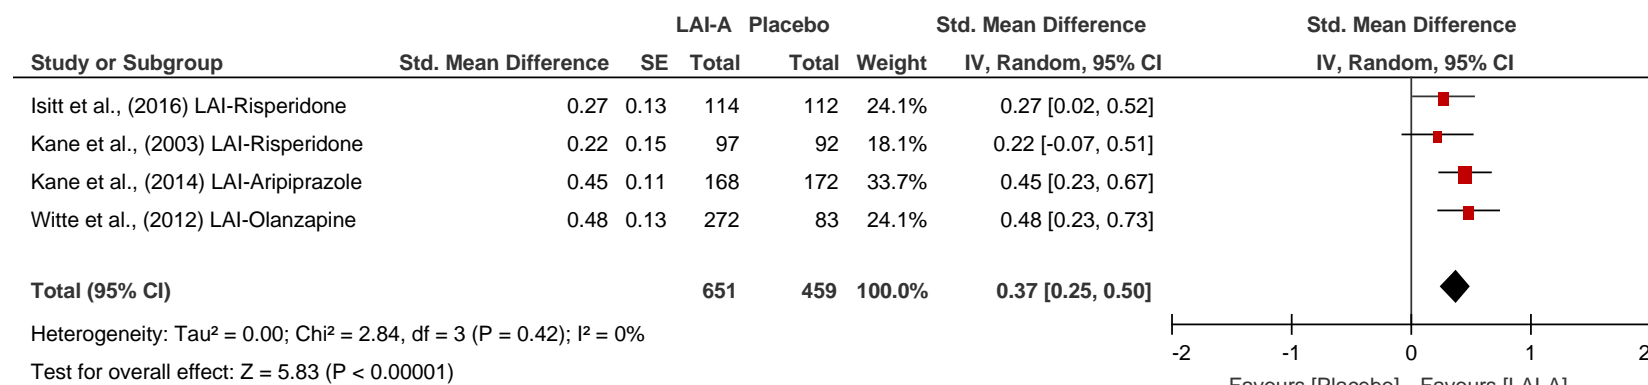 LAI-A Placebo Std. Mean Difference Std. Mean Difference
Study or Subgroup Std. Mean Difference SE Total Total Weight IV, Random, 95% CI IV, Random, 95% CI
Isitt et al., (2016) LAI-Risperidone 0.27 0.13 114 112 24.1% 0.27 [0.02, 0.52]
Kane et al., (2003) LAI-Risperidone 0.22 0.15 97 92 18.1% 0.22 [-0.07, 0.51]
Kane et al., (2014) LAI-Aripiprazole 0.45 0.11 168 172 33.7% 0.45 [0.23, 0.67]
Witte et al., (2012) LAI-Olanzapine 0.48 0.13 272 83 24.1% 0.48 [0.23, 0.73]
Total (95% CI) 651 459 100.0% 0.37 [0.25, 0.50]
Heterogeneity: Tau² = 0.00; Chi² = 2.84, df = 3 (P = 0.42); I² = 0%
Test for overall effect: Z = 5.83 (P < 0.00001)
-2 -1 0 1 2
Favours [Placebo] Favours [LAI-A]